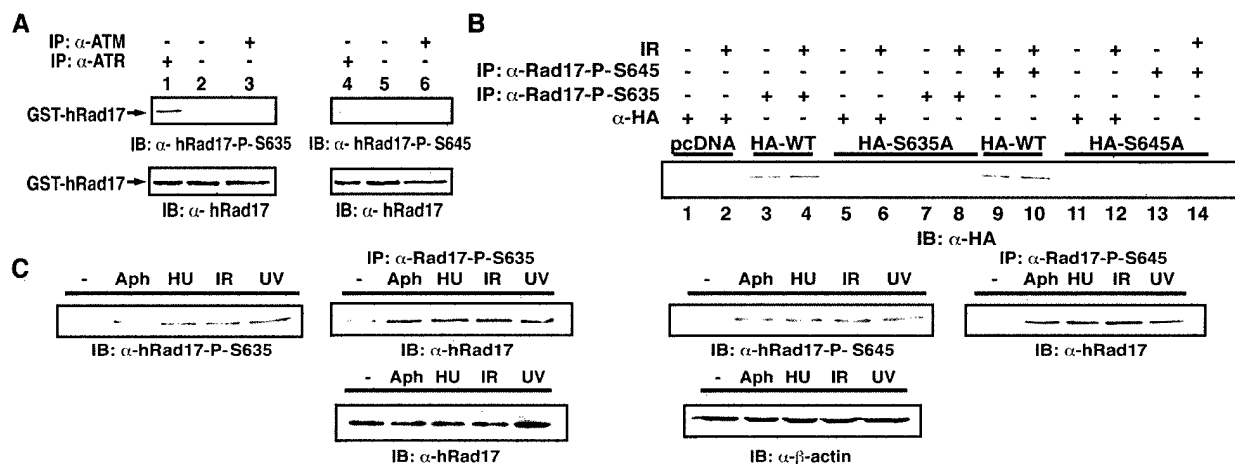 A
IP: α-ATM - - + - - +
IP: α-ATR + - - + - -
1 2 3 4 5 6
GST-hRad17
IB: α- hRad17-P-S635 IB: α- hRad17-P- S645
GST-hRad17
IB: α- hRad17 IB: α- hRad17
B
IR - + - + - + - + - + - + - +
IP: α-Rad17-P-S645 - - - - - - - - + + - - + +
IP: α-Rad17-P-S635 - - + + - - + + - - - - - -
α-HA + + - - + + - - - - + + - -
pcDNA HA-WT HA-S635A HA-WT HA-S645A
1 2 3 4 5 6 7 8 9 10 11 12 13 14
IB: α-HA
C
- Aph HU IR UV
IB: α-hRad17-P-S635
IP: α-Rad17-P-S635
- Aph HU IR UV
IB: α-hRad17
- Aph HU IR UV
IB: α-hRad17-P- S645
IP: α-Rad17-P-S645
- Aph HU IR UV
IB: α-hRad17
- Aph HU IR UV
IB: α-hRad17
- Aph HU IR UV
IB: α-β-actin